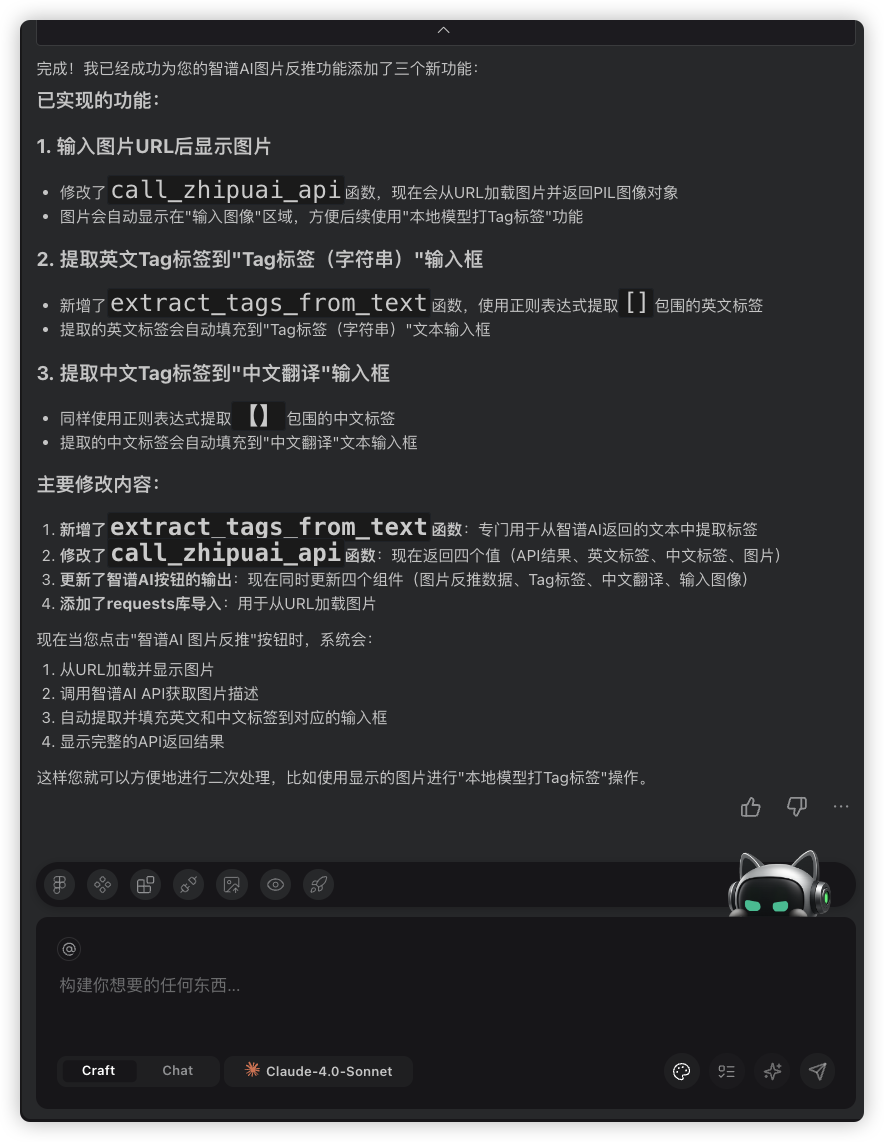 完成！我已经成功为您的智谱AI图片反推功能添加了三个新功能：
已实现的功能：
1. 输入图片URL后显示图片
• 修改了call_zhipuai_api函数，现在会从URL加载图片并返回PIL图像对象
• 图片会自动显示在"输入图像"区域，方便后续使用"本地模型打Tag标签"功能
2. 提取英文Tag标签到"Tag标签（字符串）"输入框
• 新增了extract_tags_from_text函数，使用正则表达式提取[]包围的英文标签
• 提取的英文标签会自动填充到"Tag标签（字符串）"文本输入框
3. 提取中文Tag标签到"中文翻译"输入框
• 同样使用正则表达式提取【】包围的中文标签
• 提取的中文标签会自动填充到"中文翻译"文本输入框
主要修改内容：
1. 新增了extract_tags_from_text函数：专门用于从智谱AI返回的文本中提取标签
2. 修改了call_zhipuai_api函数：现在返回四个值（API结果、英文标签、中文标签、图片）
3. 更新了智谱AI按钮的输出：现在同时更新四个组件（图片反推数据、Tag标签、中文翻译、输入图像）
4. 添加了requests库导入：用于从URL加载图片
现在当您点击"智谱AI 图片反推"按钮时，系统会：
1. 从URL加载并显示图片
2. 调用智谱AI API获取图片描述
3. 自动提取并填充英文和中文标签到对应的输入框
4. 显示完整的API返回结果
这样您就可以方便地进行二次处理，比如使用显示的图片进行"本地模型打Tag标签"操作。
@
构建你想要的任何东西...
Craft Chat Claude-4.0-Sonnet